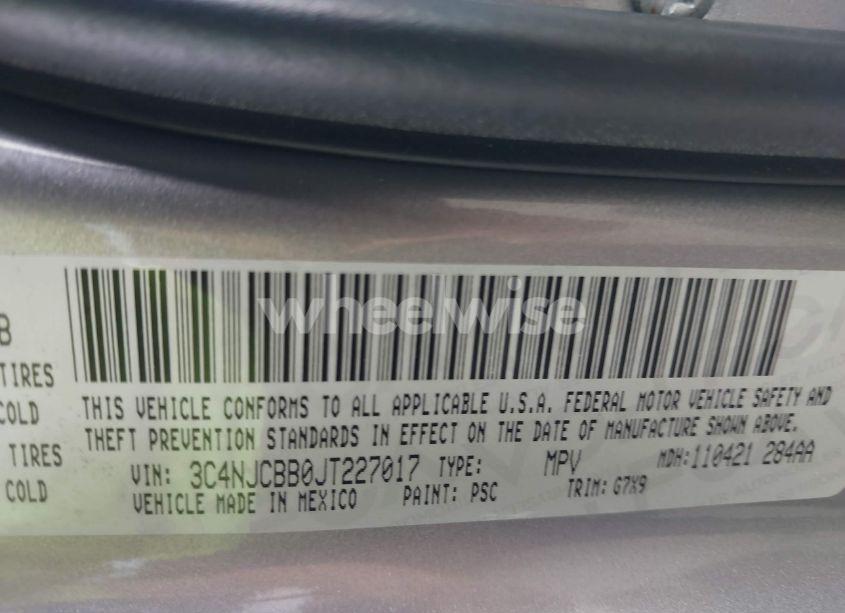 wheelwise
B
TIRES
COLD
TIRES
COLD
THIS VEHICLE CONFORMS TO ALL APPLICABLE U.S.A. FEDERAL MOTOR VEHICLE SAFETY AND
THEFT PREVENTION STANDARDS IN EFFECT ON THE DATE OF MANUFACTURE SHOWN ABOVE.
VIN: 3C4NJCBB0JT227017 TYPE: MPV MDH:110421 284AA
VEHICLE MADE IN MEXICO PAINT: PSC TRIM: G7X9